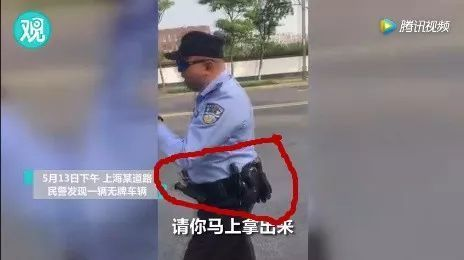 观
腾讯视频
5月13日下午 上海某道路
民警发现一辆无牌车辆
请你马上拿出来